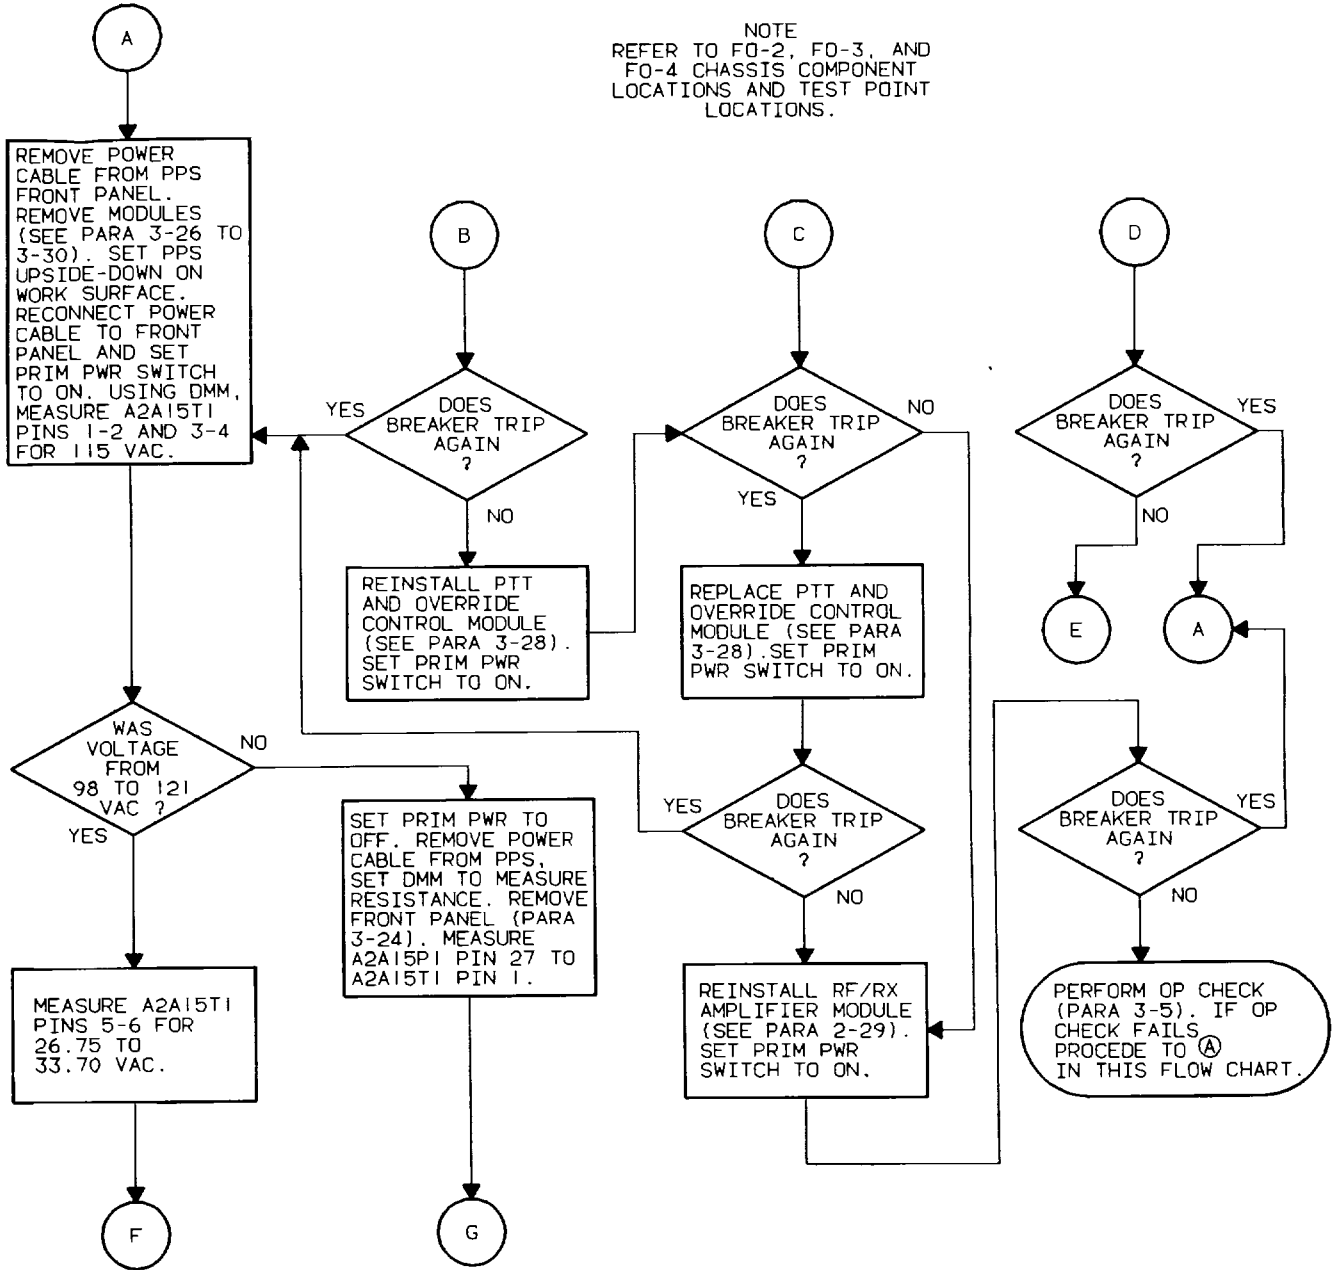 A
NOTE
REFER TO FO-2, FO-3, AND
FO-4 CHASSIS COMPONENT
LOCATIONS AND TEST POINT
LOCATIONS.
REMOVE POWER
CABLE FROM PPS
FRONT PANEL.
REMOVE MODULES
(SEE PARA 3-26 TO
3-30). SET PPS
UPSIDE-DOWN ON
WORK SURFACE.
RECONNECT POWER
CABLE TO FRONT
PANEL AND SET
PRIM PWR SWITCH
TO ON. USING DMM,
MEASURE A2A15T1
PINS 1-2 AND 3-4
FOR 115 VAC.
B
C
D
YES
DOES
BREAKER TRIP
AGAIN
?
NO
DOES
BREAKER TRIP
AGAIN
?
NO
YES
DOES
BREAKER TRIP
AGAIN
?
YES
NO
REINSTALL PTT
AND OVERRIDE
CONTROL MODULE
(SEE PARA 3-28).
SET PRIM PWR
SWITCH TO ON.
REPLACE PTT AND
OVERRIDE CONTROL
MODULE (SEE PARA
3-28).SET PRIM
PWR SWITCH TO ON.
E
A
WAS
VOLTAGE
FROM
98 TO 121
VAC ?
NO
YES
SET PRIM PWR TO
OFF. REMOVE POWER
CABLE FROM PPS,
SET DMM TO MEASURE
RESISTANCE. REMOVE
FRONT PANEL (PARA
3-24). MEASURE
A2A15P1 PIN 27 TO
A2A15T1 PIN 1.
YES
DOES
BREAKER TRIP
AGAIN
?
NO
DOES
BREAKER TRIP
AGAIN
?
YES
NO
MEASURE A2A15T1
PINS 5-6 FOR
26.75 TO
33.70 VAC.
REINSTALL RF/RX
AMPLIFIER MODULE
(SEE PARA 2-29).
SET PRIM PWR
SWITCH TO ON.
PERFORM OP CHECK
(PARA 3-5). IF OP
CHECK FAILS
PROCEDE TO A
IN THIS FLOW CHART.
F
G